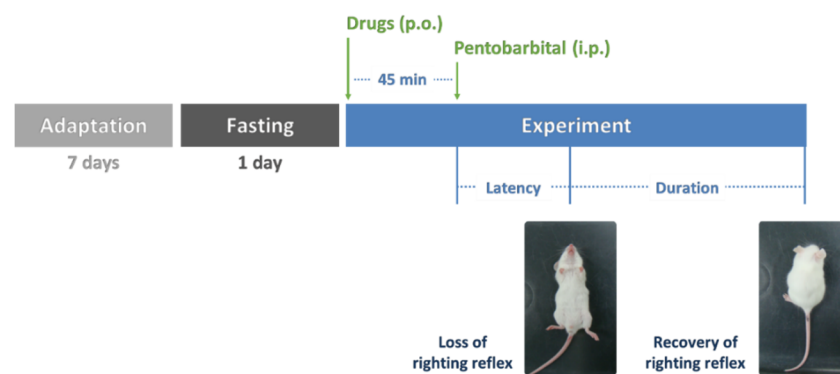 Drugs (p.o.)
Pentobarbital (i.p.)
45 min
Adaptation
Fasting
Experiment
7 days
1 day
Latency
Duration
Loss of
righting reflex
Recovery of
righting reflex